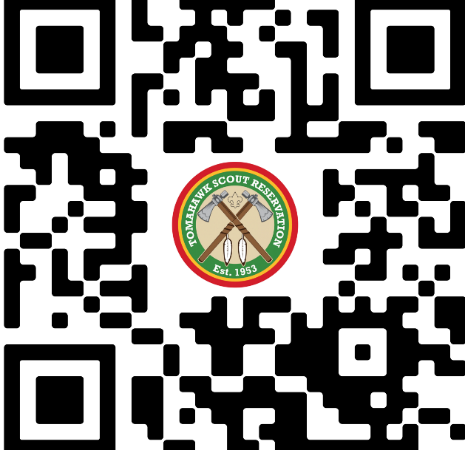 TOMAHAWK SCOUT RESERVATION
Est. 1953